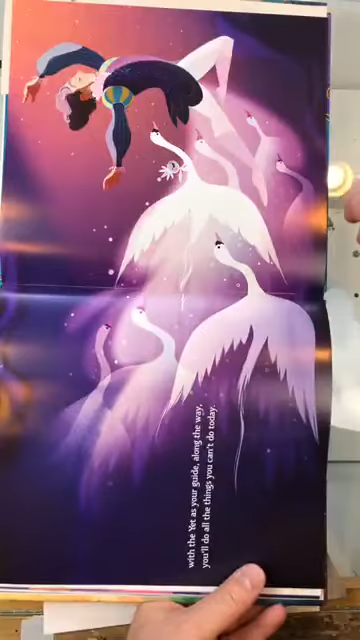 with the Yet as your guide, along the way,
you'll do all the things you can't do today.